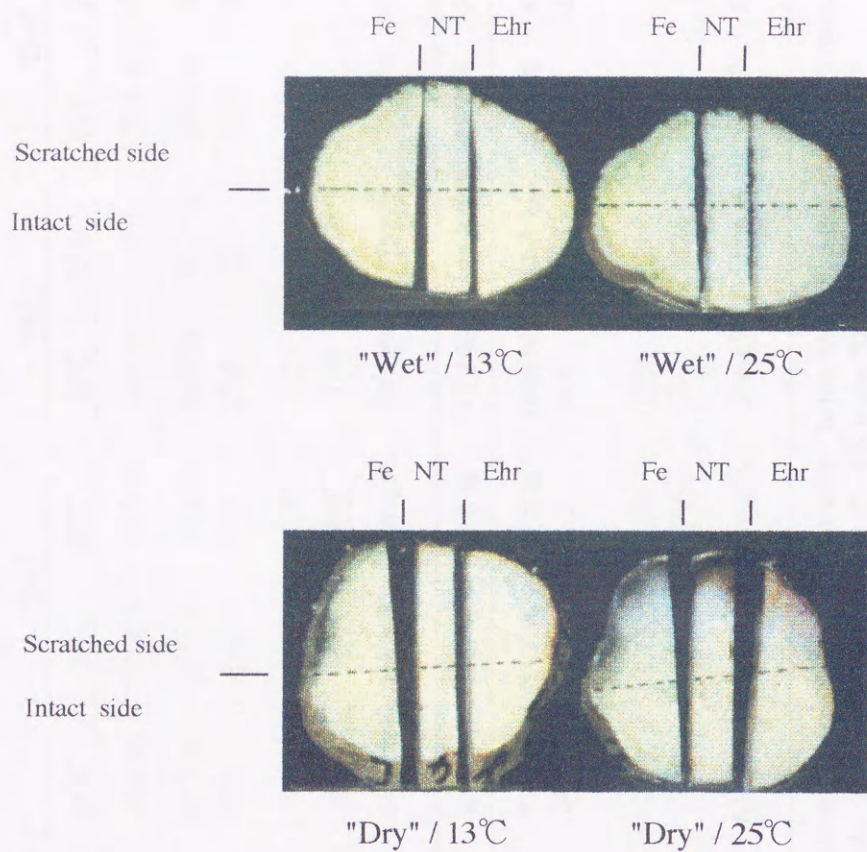 Fe NT Ehr Fe NT Ehr
Scratched side
Intact side
"Wet" / 13℃ "Wet" / 25℃
Fe NT Ehr Fe NT Ehr
Scratched side
Intact side
"Dry" / 13℃ "Dry" / 25℃